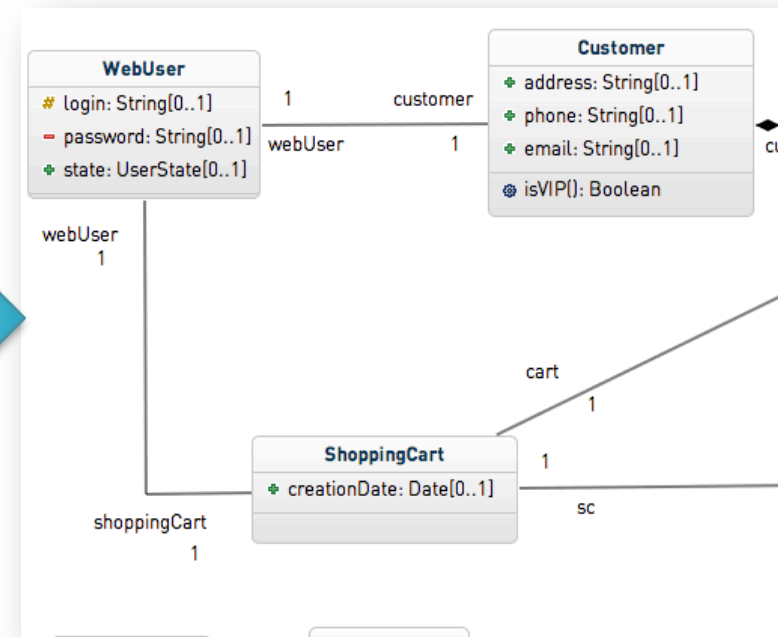 WebUser
# login: String[0..1]
- password: String[0..1]
+ state: UserState[0..1]
1
customer
webUser
1
Customer
+ address: String[0..1]
+ phone: String[0..1]
+ email: String[0..1]
isVIP(): Boolean
cu
webUser
1
cart
1
ShoppingCart
+ creationDate: Date[0..1]
1
sc
shoppingCart
1